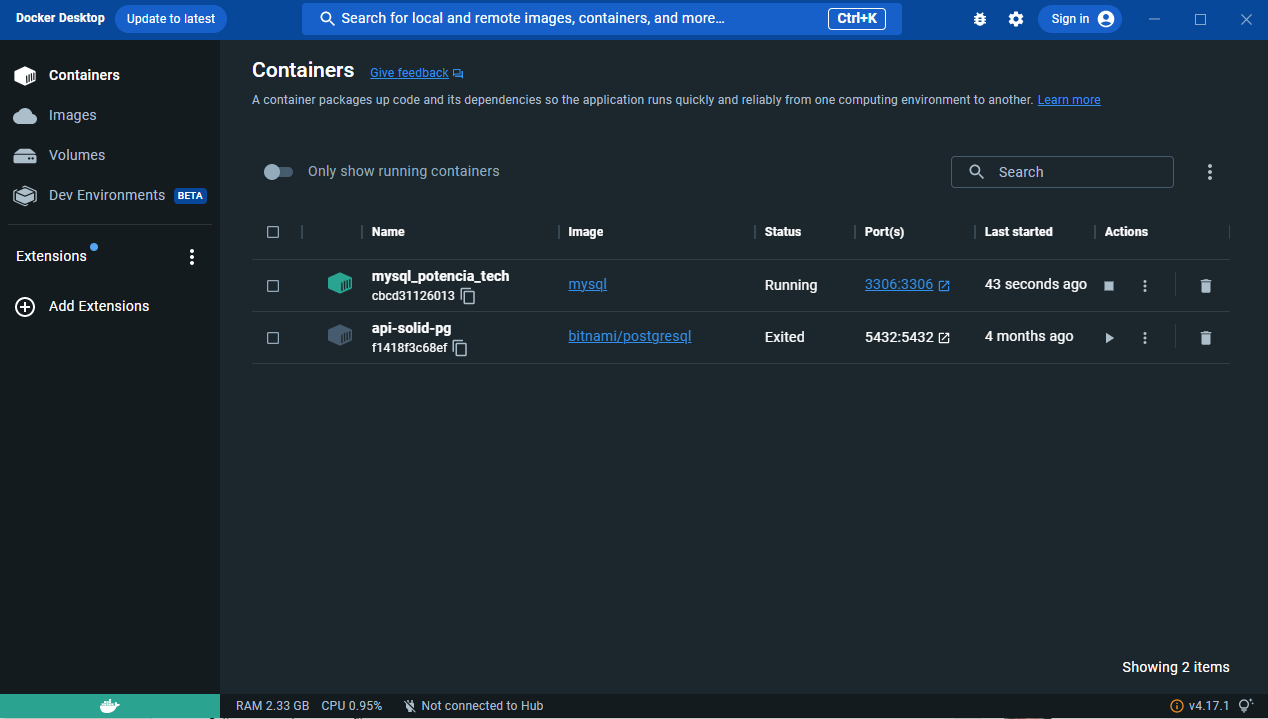 Docker Desktop Update to latest Search for local and remote images, containers, and more... Ctrl+K Sign in
Containers
Images
Volumes
Dev Environments BETA
Extensions
Add Extensions
Containers Give feedback
A container packages up code and its dependencies so the application runs quickly and reliably from one computing environment to another. Learn more
Only show running containers Search
Name Image Status Port(s) Last started Actions
mysql_potencia_tech
cbcd31126013 mysql Running 3306:3306 43 seconds ago
api-solid-pg
f1418f3c68ef bitnami/postgresql Exited 5432:5432 4 months ago
Showing 2 items
RAM 2.33 GB CPU 0.95% Not connected to Hub v4.17.1